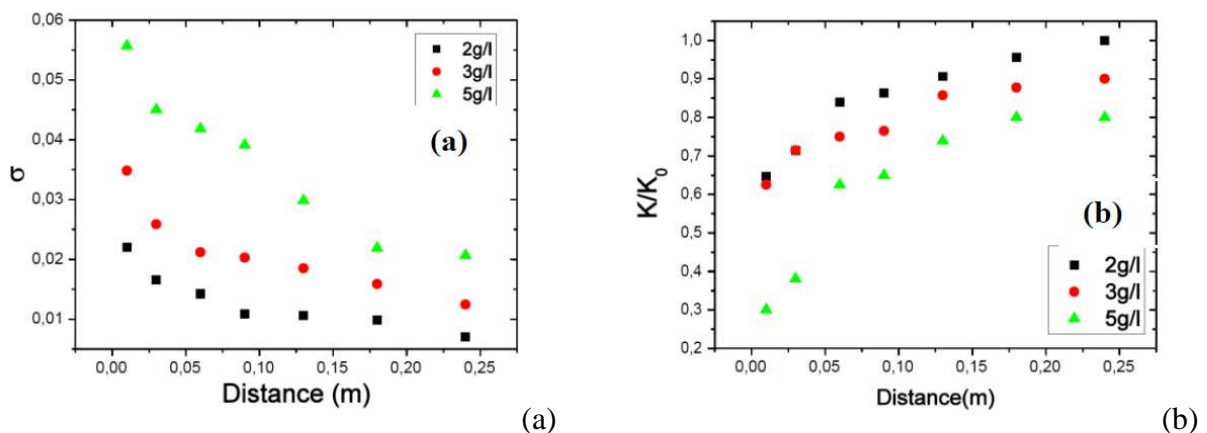 0,06
0,05
0,04
0,03
0,02
0,01
σ
2g/l
3g/l
5g/l
(a)
0,00 0,05 0,10 0,15 0,20 0,25
Distance (m)
(a)
1,0
0,9
0,8
0,7
0,6
0,5
0,4
0,3
0,2
K/K₀
(b)
2g/l
3g/l
5g/l
0,00 0,05 0,10 0,15 0,20 0,25
Distance(m)
(b)